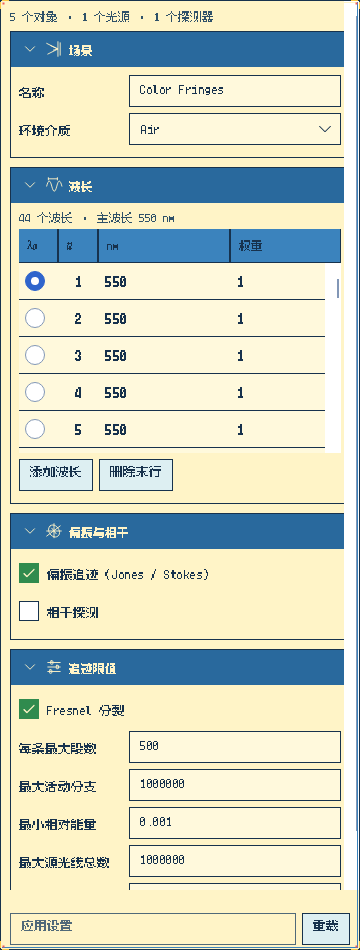 5 个对象 · 1 个光源 · 1 个探测器
场景
名称 Color Fringes
环境介质 Air
波长
44 个波长 · 主波长 550 nm
λ₀ # nm 权重
1 550 1
2 550 1
3 550 1
4 550 1
5 550 1
添加波长 删除末行
偏振与相干
偏振追迹 (Jones / Stokes)
相干探测
追迹限值
Fresnel 分裂
每条最大段数 500
最大活动分支 1000000
最小相对能量 0.001
最大源光线总数 1000000
应用设置 重载